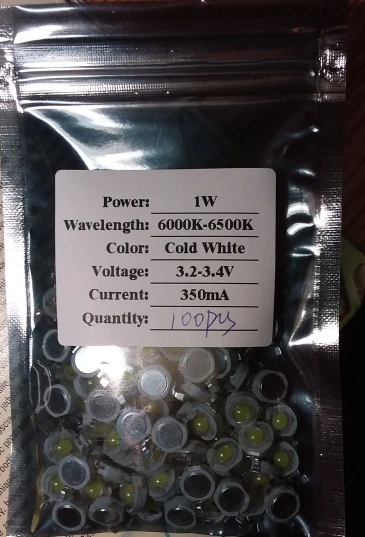 Power: 1W
Wavelength: 6000K-6500K
Color: Cold White
Voltage: 3.2-3.4V
Current: 350mA
Quantity: 100pcs